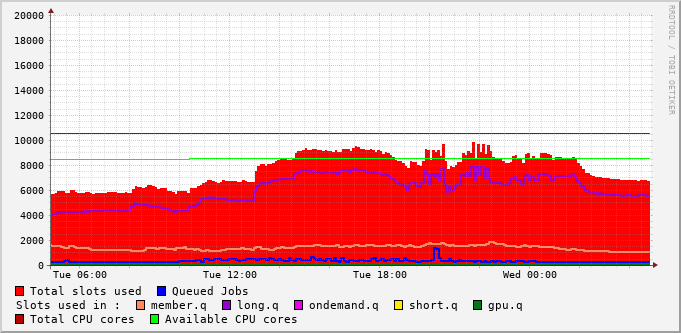 20000
18000
16000
14000
12000
10000
8000
6000
4000
2000
0
Tue 06:00 Tue 12:00 Tue 18:00 Wed 00:00
RRDTOOL / TOBI OETIKER
Total slots used Queued Jobs
Slots used in : member.q long.q ondemand.q short.q gpu.q
Total CPU cores Available CPU cores